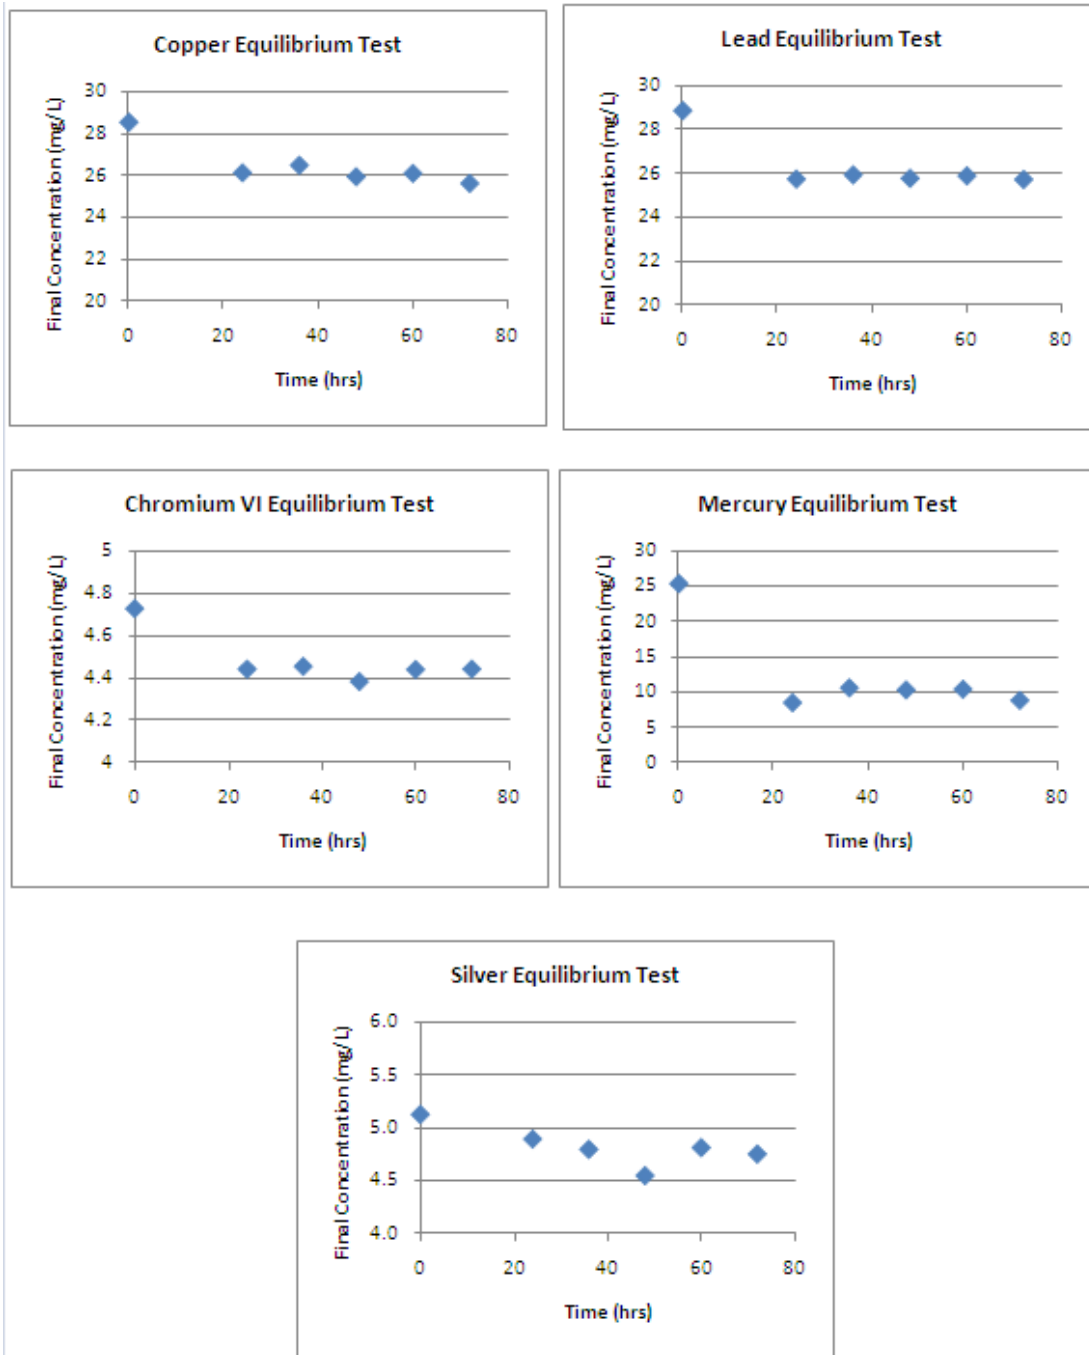 Copper Equilibrium Test
Final Concentration (mg/L)
30
28
26
24
22
20
0 20 40 60 80
Time (hrs)
Lead Equilibrium Test
Final Concentration (mg/L)
30
28
26
24
22
20
0 20 40 60 80
Time (hrs)
Chromium VI Equilibrium Test
Final Concentration (mg/L)
5
4.8
4.6
4.4
4.2
4
0 20 40 60 80
Time (hrs)
Mercury Equilibrium Test
Final Concentration (mg/L)
30
25
20
15
10
5
0
0 20 40 60 80
Time (hrs)
Silver Equilibrium Test
Final Concentration (mg/L)
6.0
5.5
5.0
4.5
4.0
0 20 40 60 80
Time (hrs)